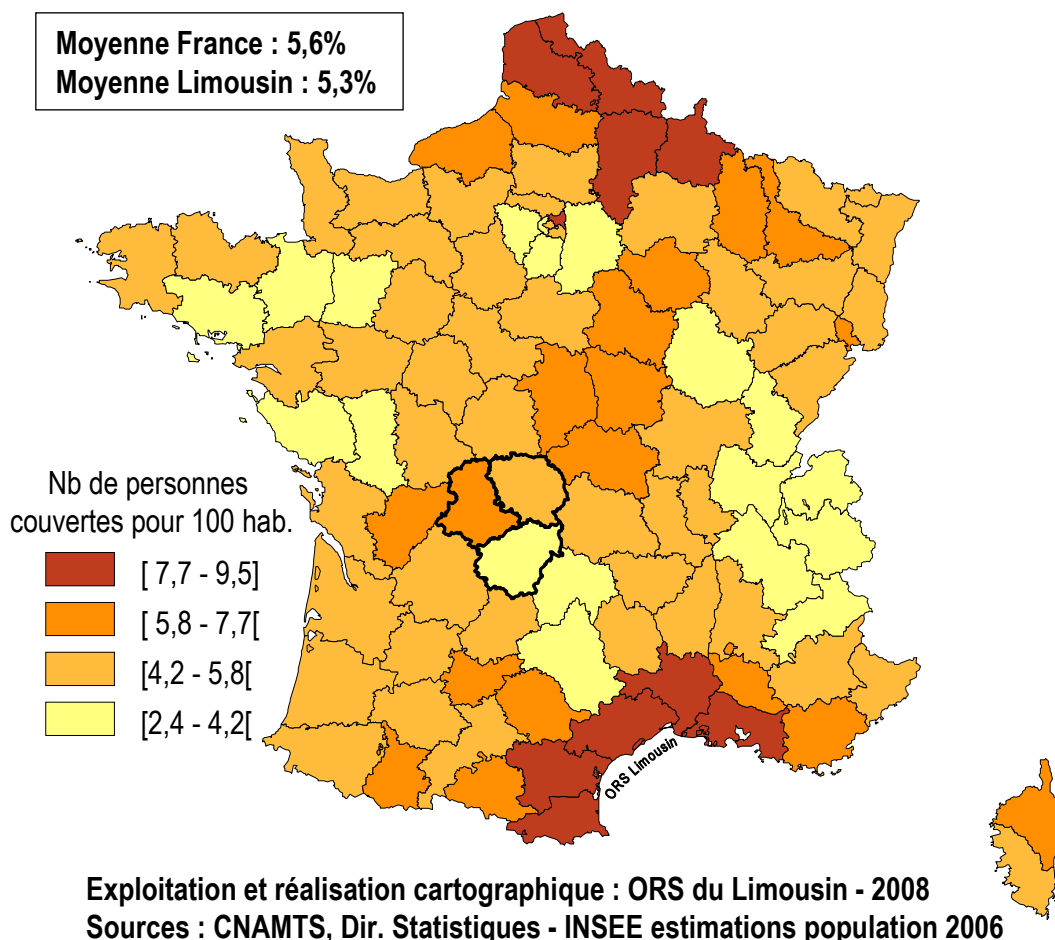 Moyenne France : 5,6%
Moyenne Limousin : 5,3%
Nb de personnes
couvertes pour 100 hab.
[ 7,7 - 9,5]
[ 5,8 - 7,7[
[4,2 - 5,8[
[2,4 - 4,2[
ORS Limousin
Exploitation et réalisation cartographique : ORS du Limousin - 2008
Sources : CNAMTS, Dir. Statistiques - INSEE estimations population 2006